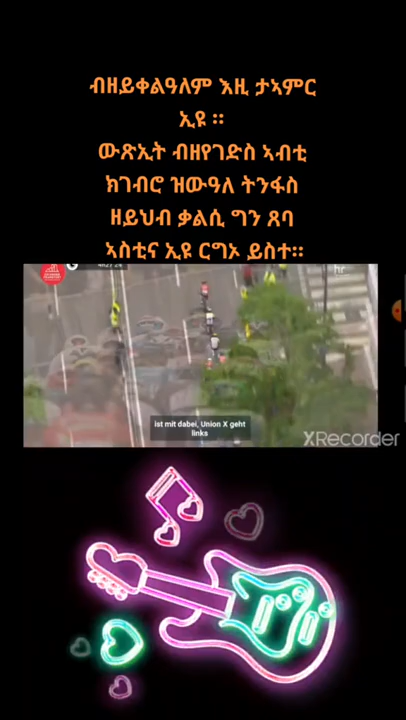 ብዘይቀልዓለም እዚ ታኣምር
ኢዩ ።
ውጽኢት ብዘየገድስ ኣብቲ
ክገብሮ ዝውዓለ ትንፋስ
ዘይህብ ቃልሲ ግን ጸባ
ኣስቲና ኢዩ ርግኦ ይስተ።
hr
ist mit dabei, Union X geht
links
XRecorder